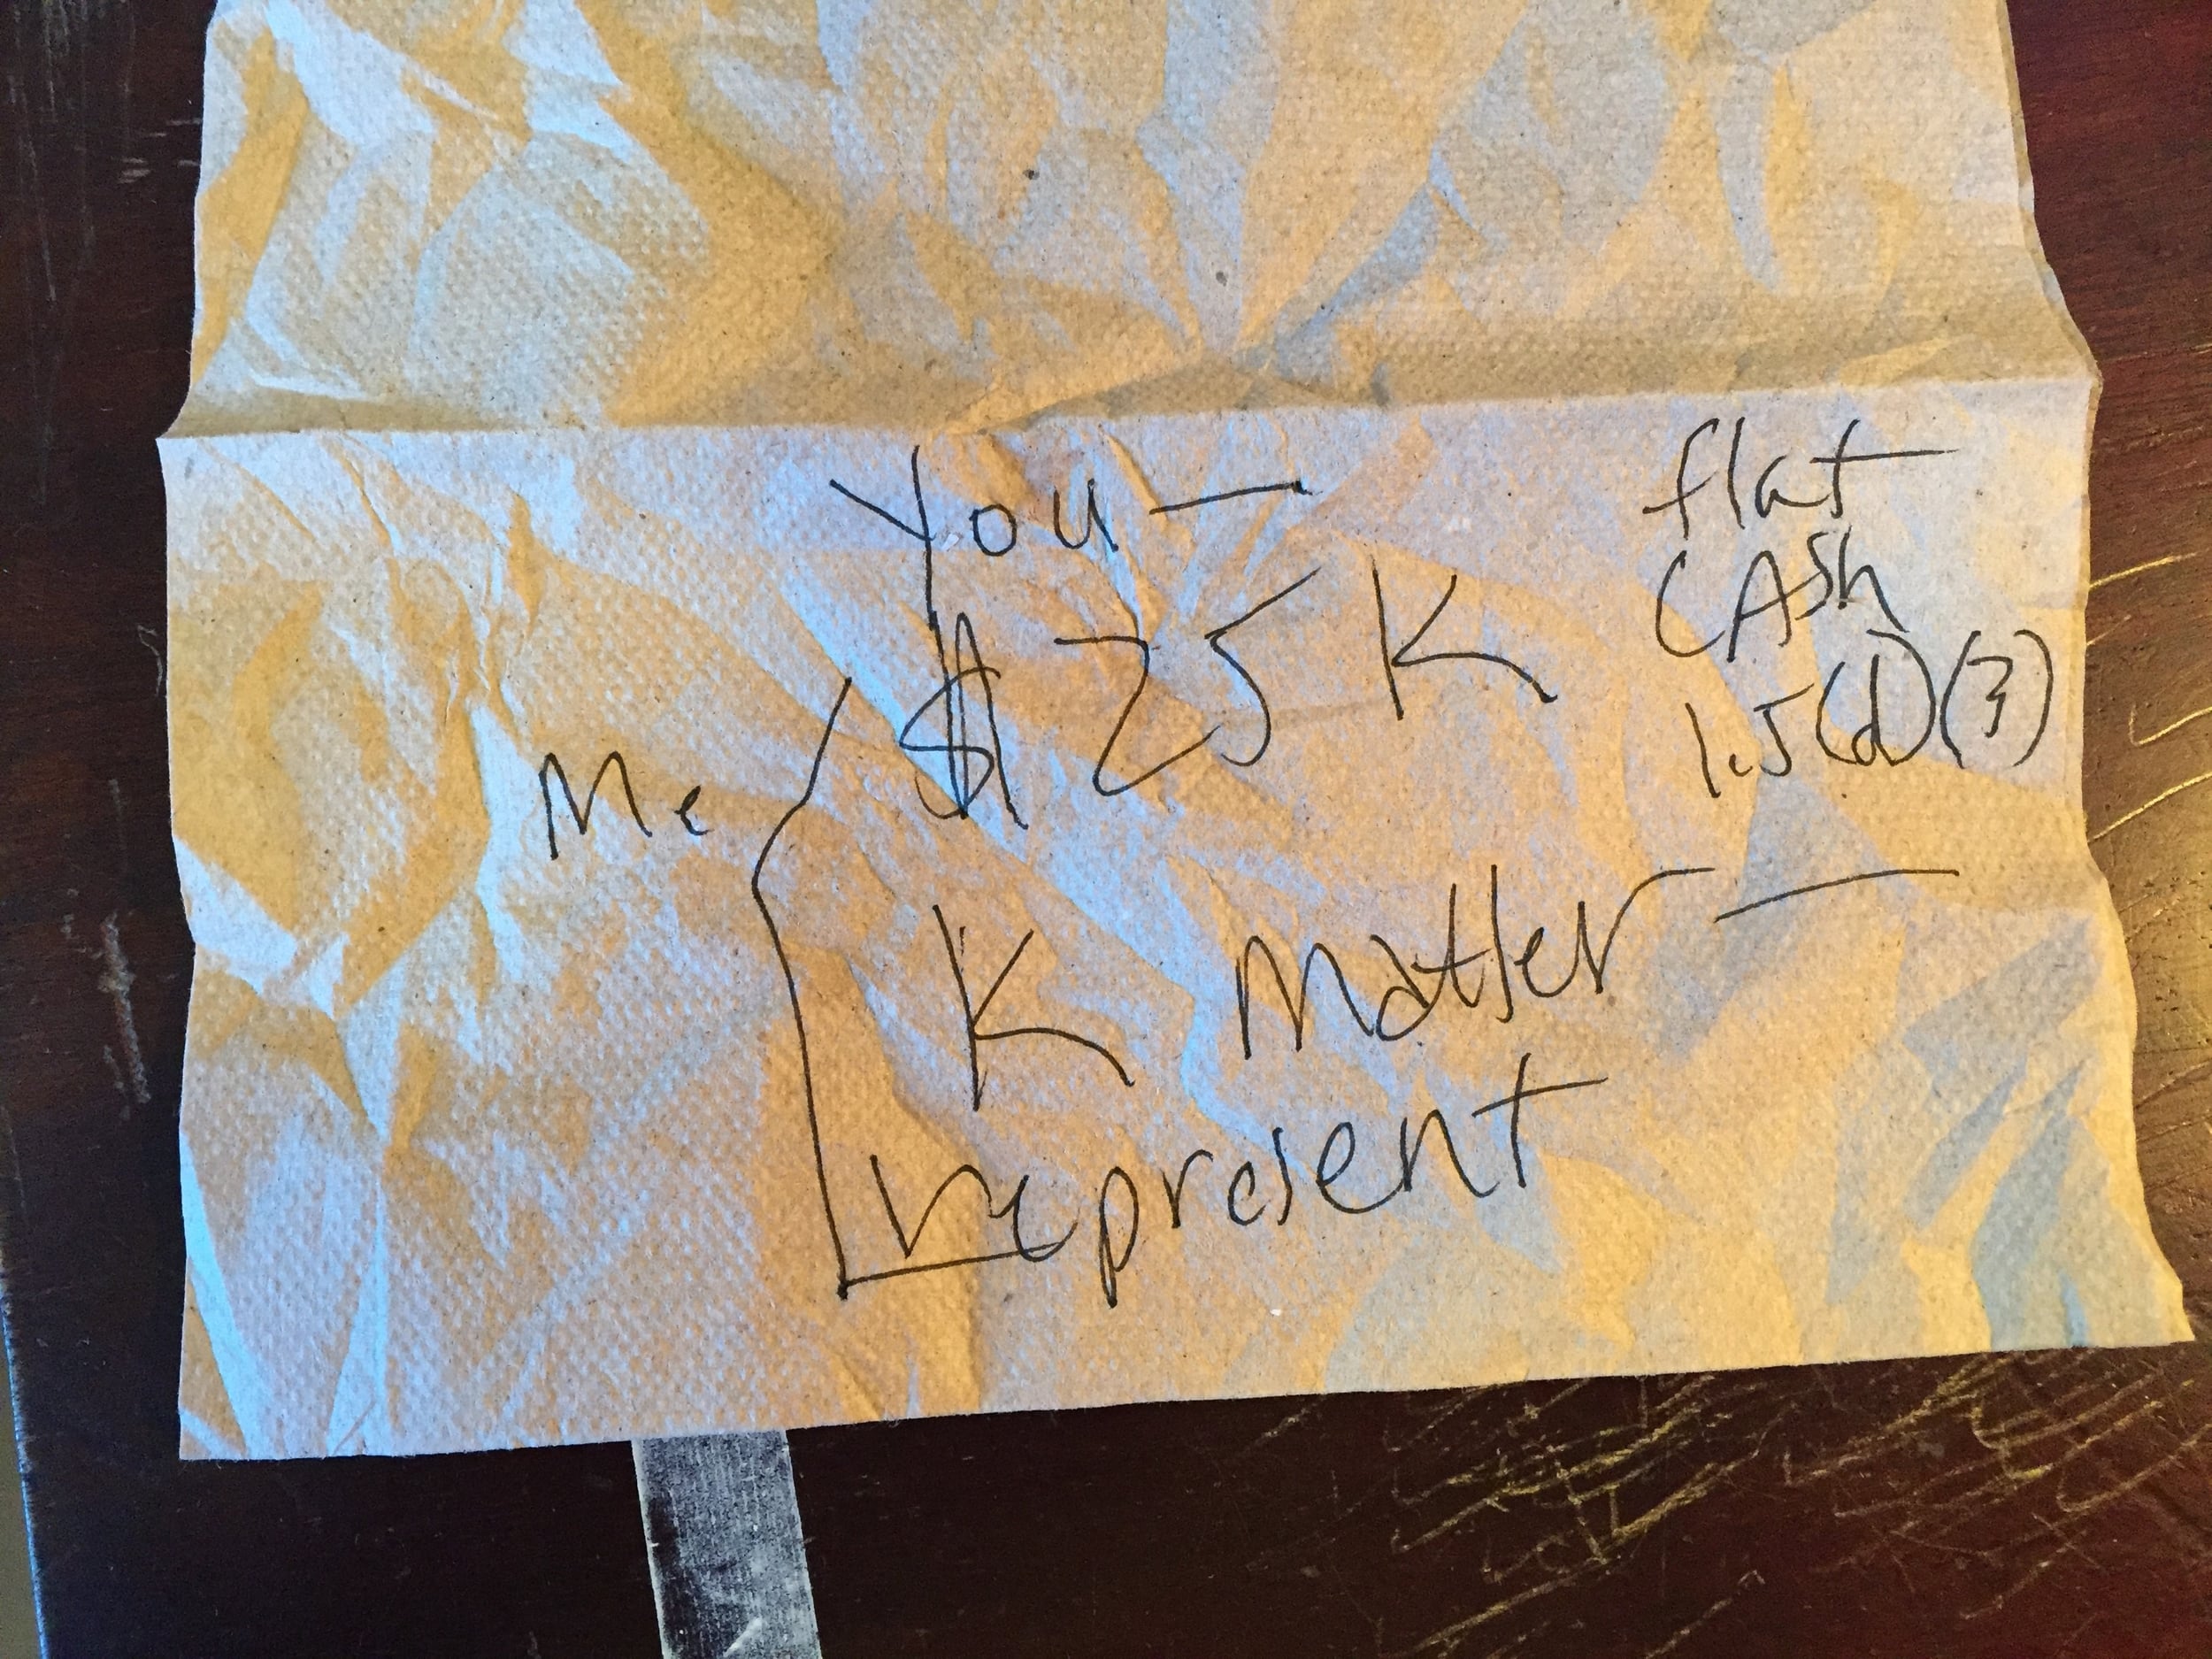 You —
$25K
flat
CASh
1.5(d)(3)
Me
K Matter —
represent